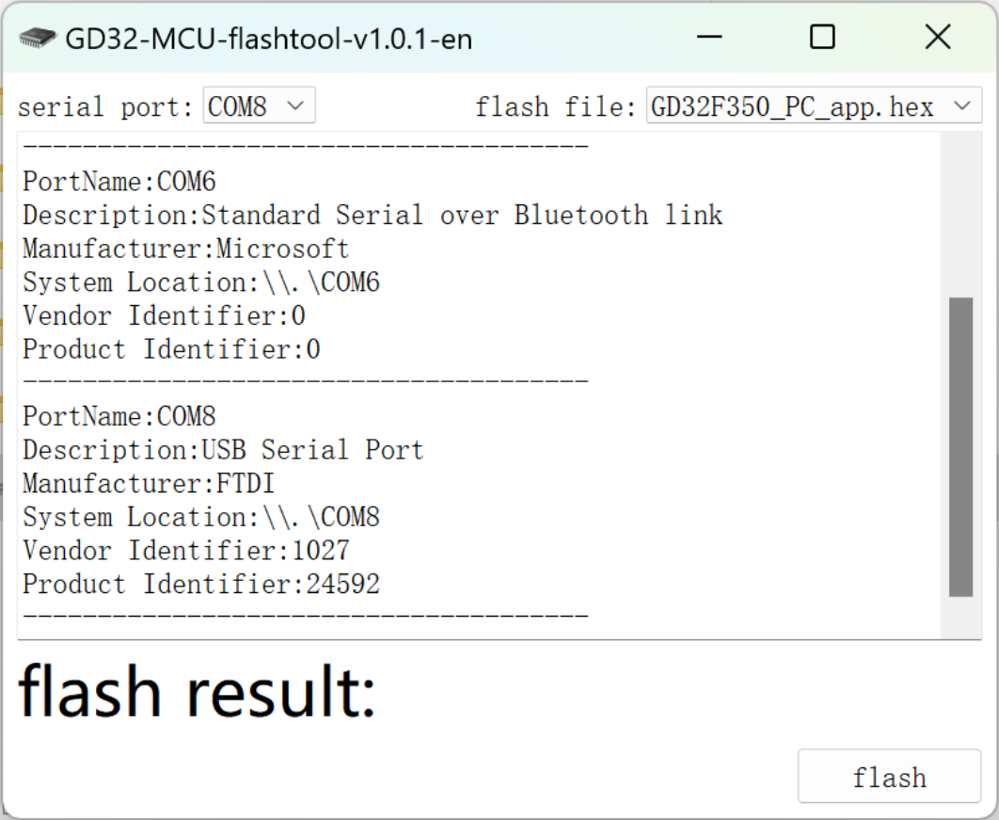 GD32-MCU-flashtool-v1.0.1-en
serial port: COM8 flash file: GD32F350_PC_app.hex
--------------------------------------
PortName:COM6
Description:Standard Serial over Bluetooth link
Manufacturer:Microsoft
System Location:\\.\COM6
Vendor Identifier:0
Product Identifier:0
--------------------------------------
PortName:COM8
Description:USB Serial Port
Manufacturer:FTDI
System Location:\\.\COM8
Vendor Identifier:1027
Product Identifier:24592
--------------------------------------
flash result:
flash